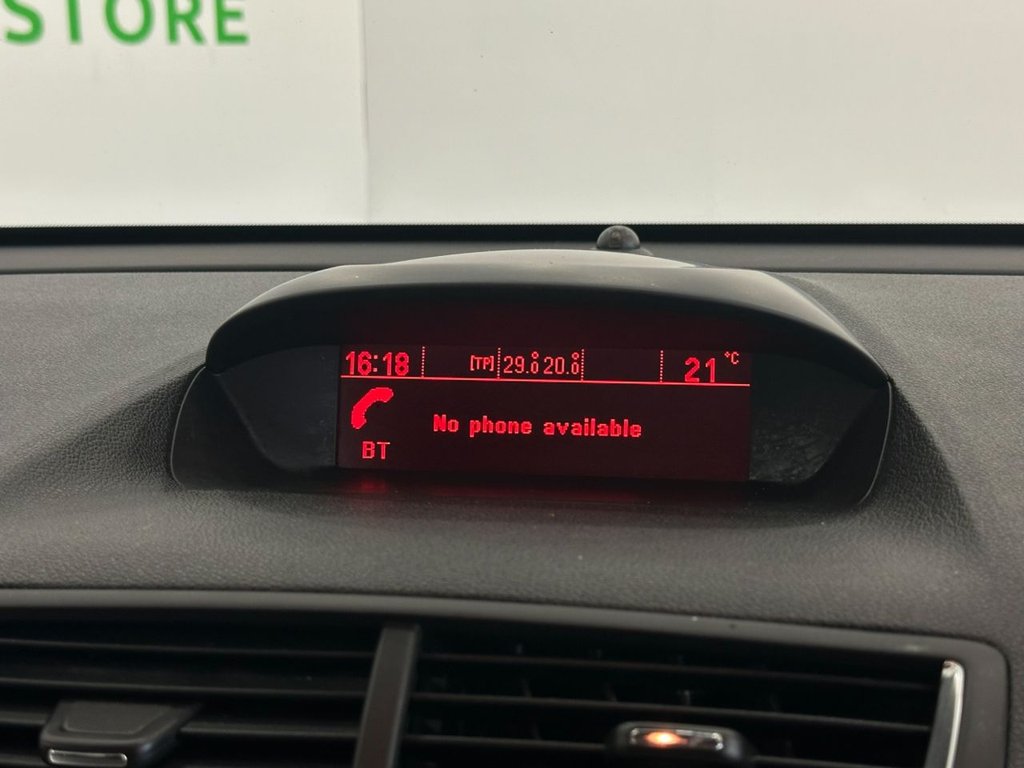 STORE
16:18 [TP] 29.0° 20.0° 21 °C
No phone available
BT